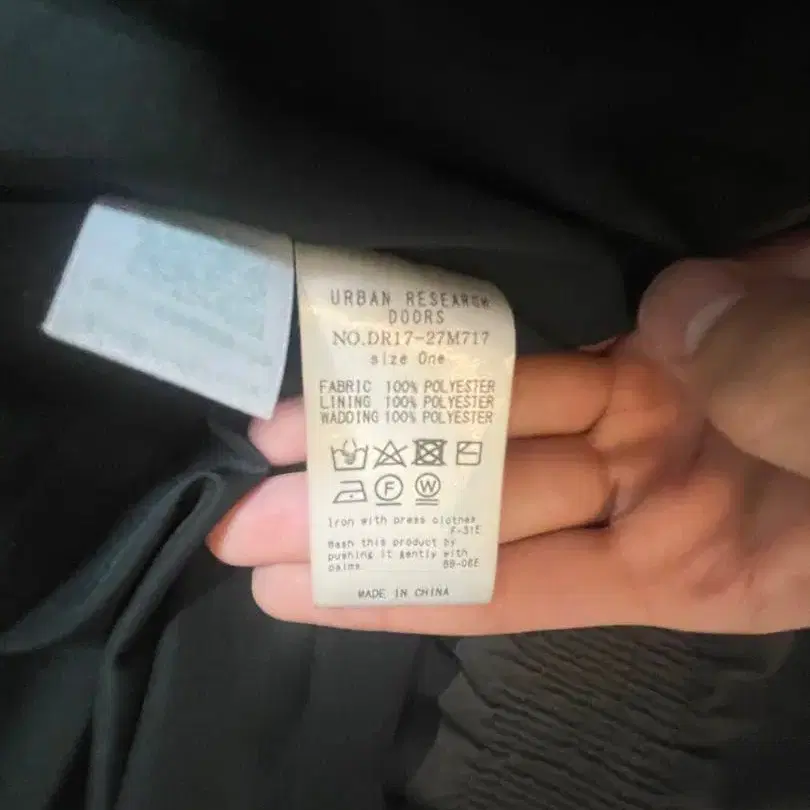 URBAN RESEARCH
DOORS
NO.DR17-27M717
size One
FABRIC 100% POLYESTER
LINING 100% POLYESTER
WADDING 100% POLYESTER
F
W
Iron with press clothes
F-31E
Wash this product by
pushing it gently with
palms.
BB-06E
MADE IN CHINA